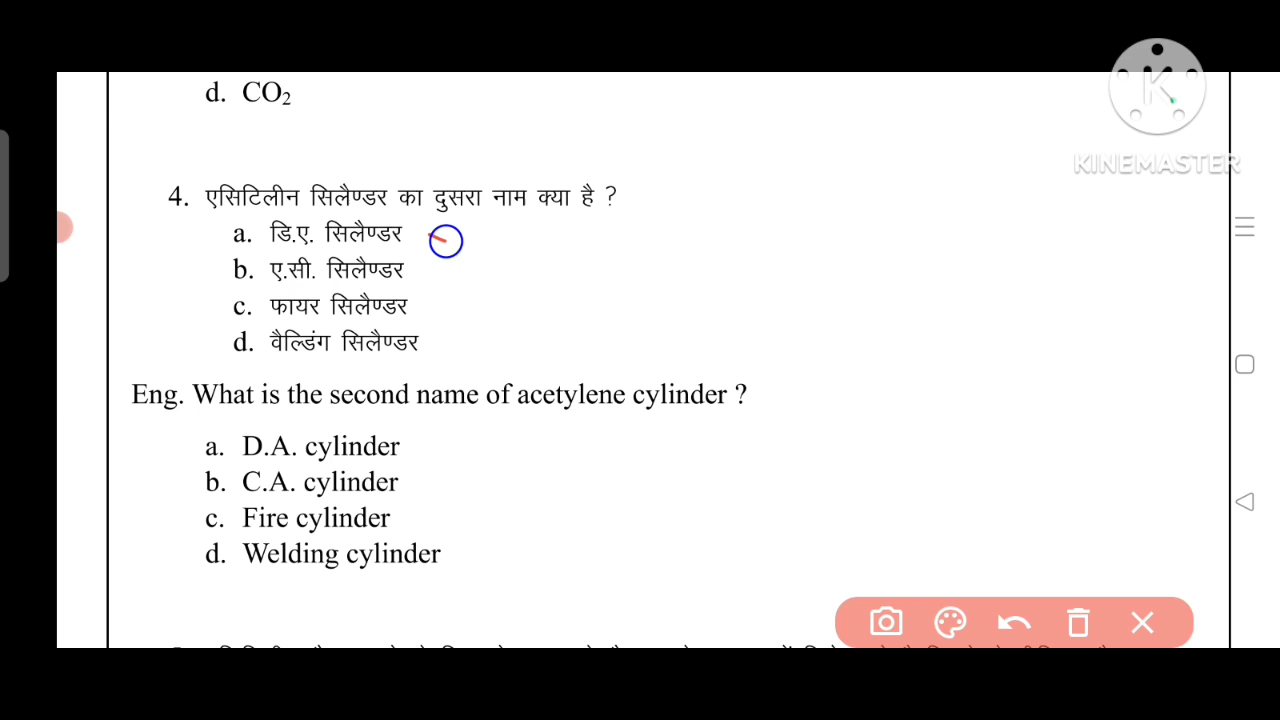 d. CO₂
KINEMASTER
4. एसिटिलीन सिलैण्डर का दुसरा नाम क्या है ?
a. डि.ए. सिलैण्डर
b. ए.सी. सिलैण्डर
c. फायर सिलैण्डर
d. वैल्डिंग सिलैण्डर
Eng. What is the second name of acetylene cylinder ?
a. D.A. cylinder
b. C.A. cylinder
c. Fire cylinder
d. Welding cylinder